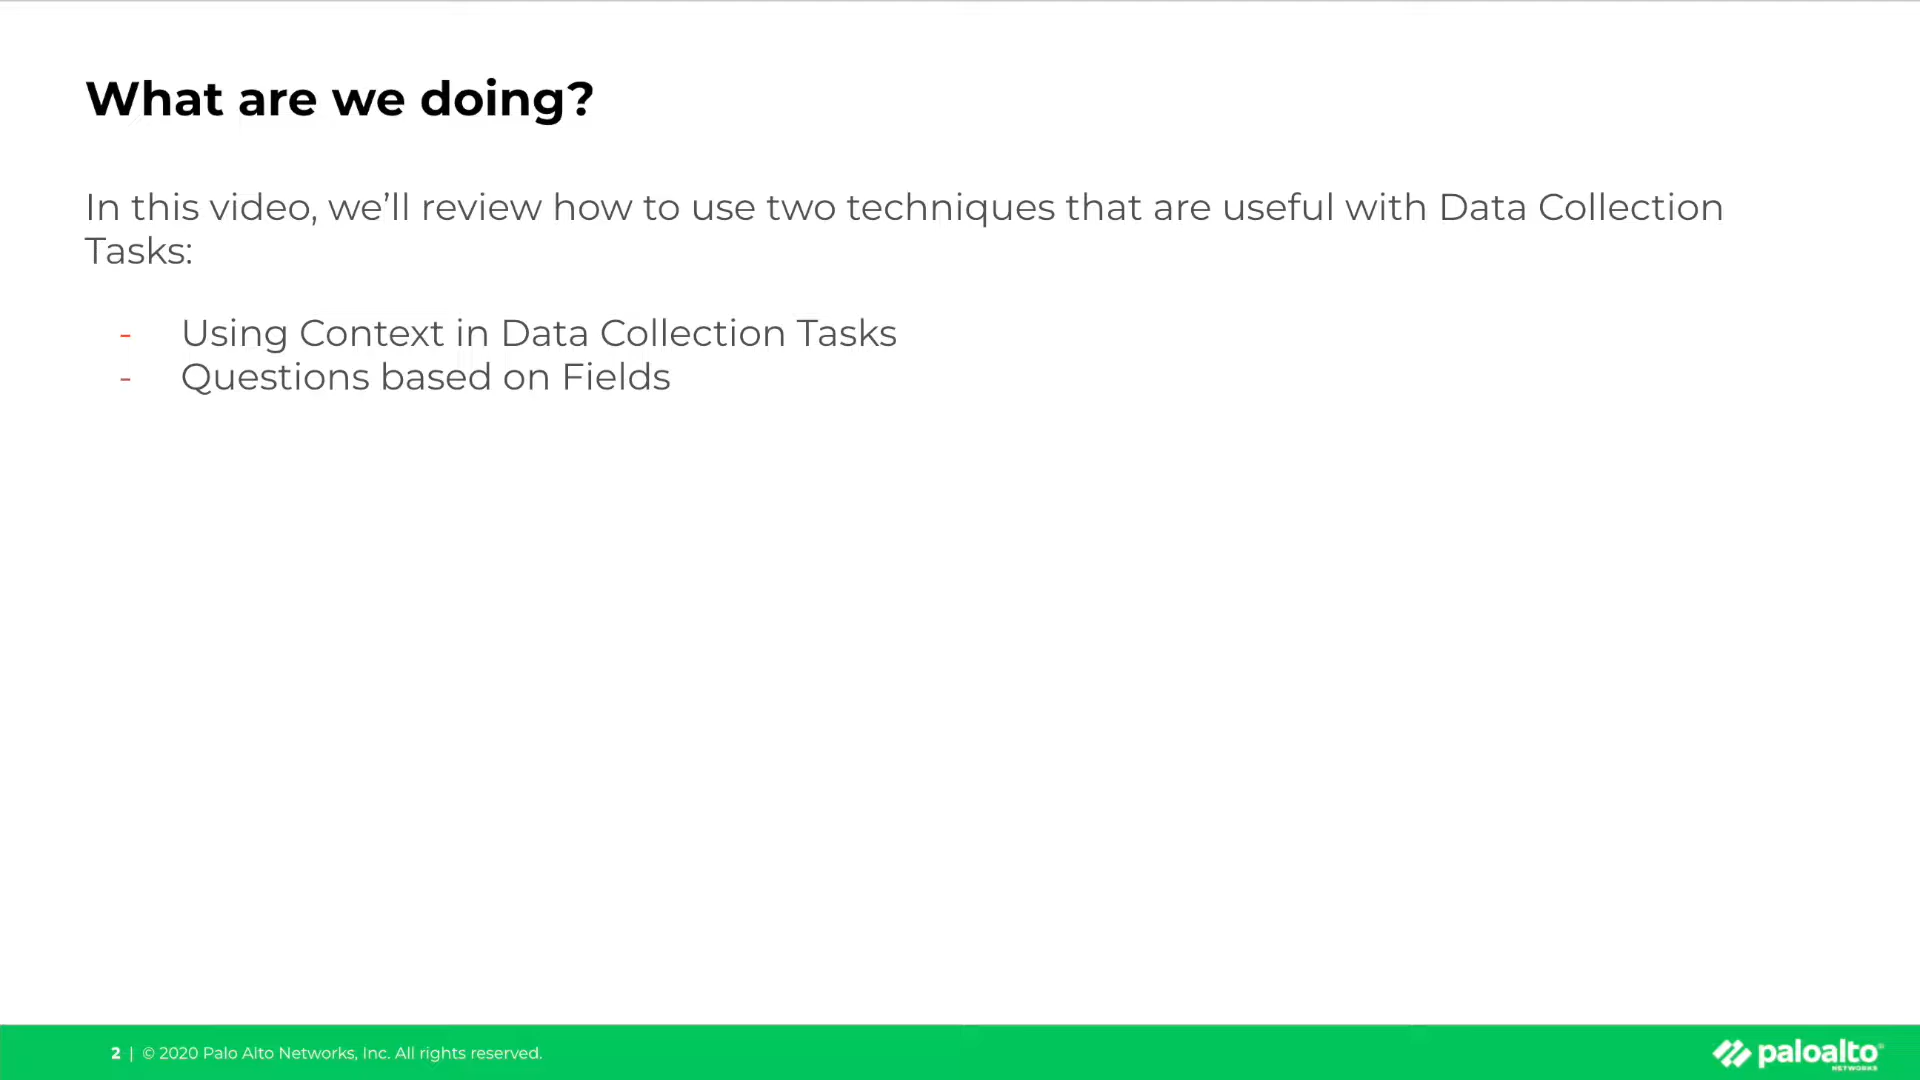 What are we doing?
In this video, we’ll review how to use two techniques that are useful with Data Collection
Tasks:
- Using Context in Data Collection Tasks
- Questions based on Fields
2 | © 2020 Palo Alto Networks, Inc. All rights reserved.
paloalto®
NETWORKS